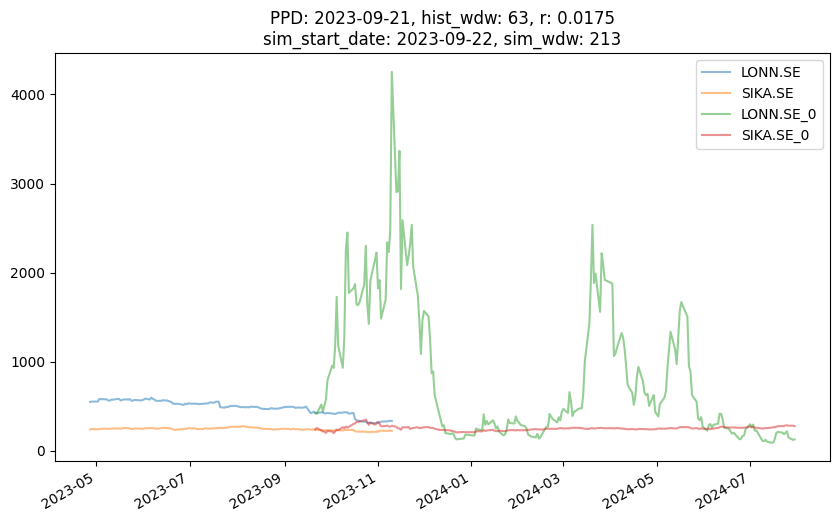 PPD: 2023-09-21, hist_wdw: 63, r: 0.0175
sim_start_date: 2023-09-22, sim_wdw: 213
LONN.SE
SIKA.SE
LONN.SE_0
SIKA.SE_0
4000
3000
2000
1000
0
2023-05
2023-07
2023-09
2023-11
2024-01
2024-03
2024-05
2024-07